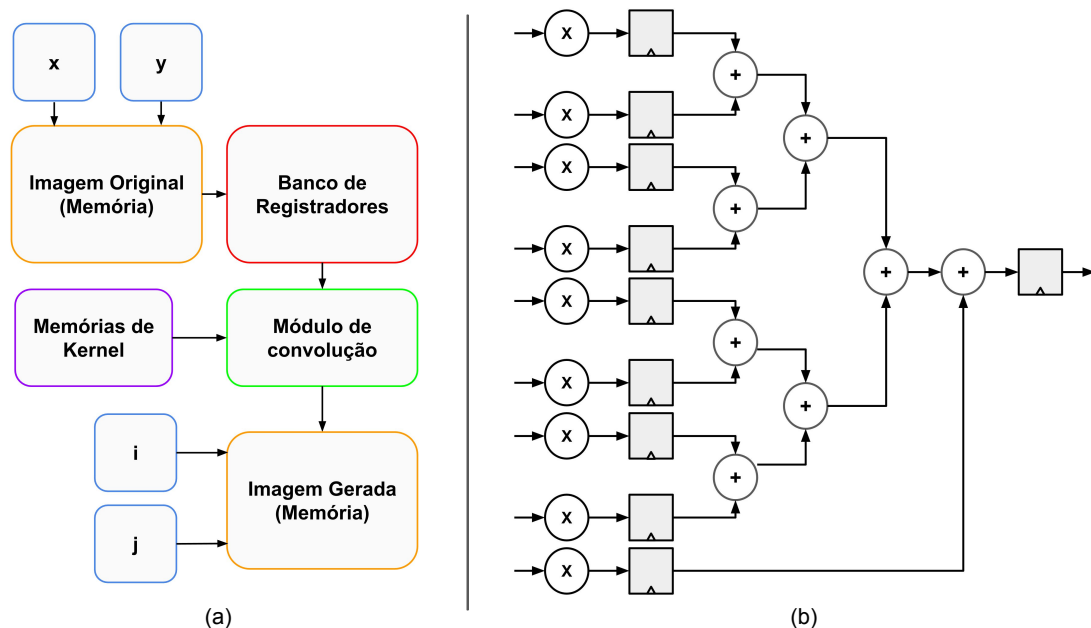 x
y
Imagem Original
(Memória)
Banco de
Registradores
Memórias de
Kernel
Módulo de
convolução
i
j
Imagem Gerada
(Memória)
(a)
X
X
X
X
X
X
X
X
X
+
+
+
+
+
+
+
+
(b)